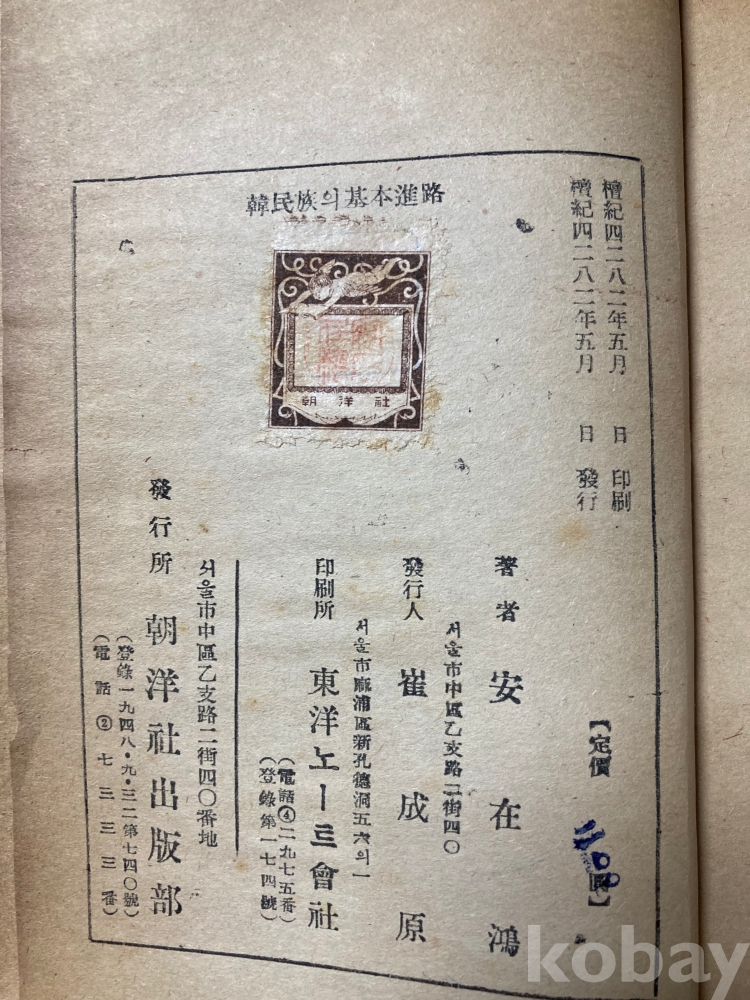 韓民族의基本進路
朝洋社
檀紀四二八二年五月 日 印刷
檀紀四二八二年五月 日 發行
【定價
著者 安在鴻
서울市中區乙支路二街四〇
發行人 崔成原
서울市麻浦區新孔德洞五六의一
印刷所 東洋노ー트會社
(電話④二九七五番)
(登錄第一七四號)
서울市中區乙支路二街四〇番地
發行所 朝洋社出版部
(登錄一九四八・九・三二第七四〇號)
(電話②七三三三番)
kobay